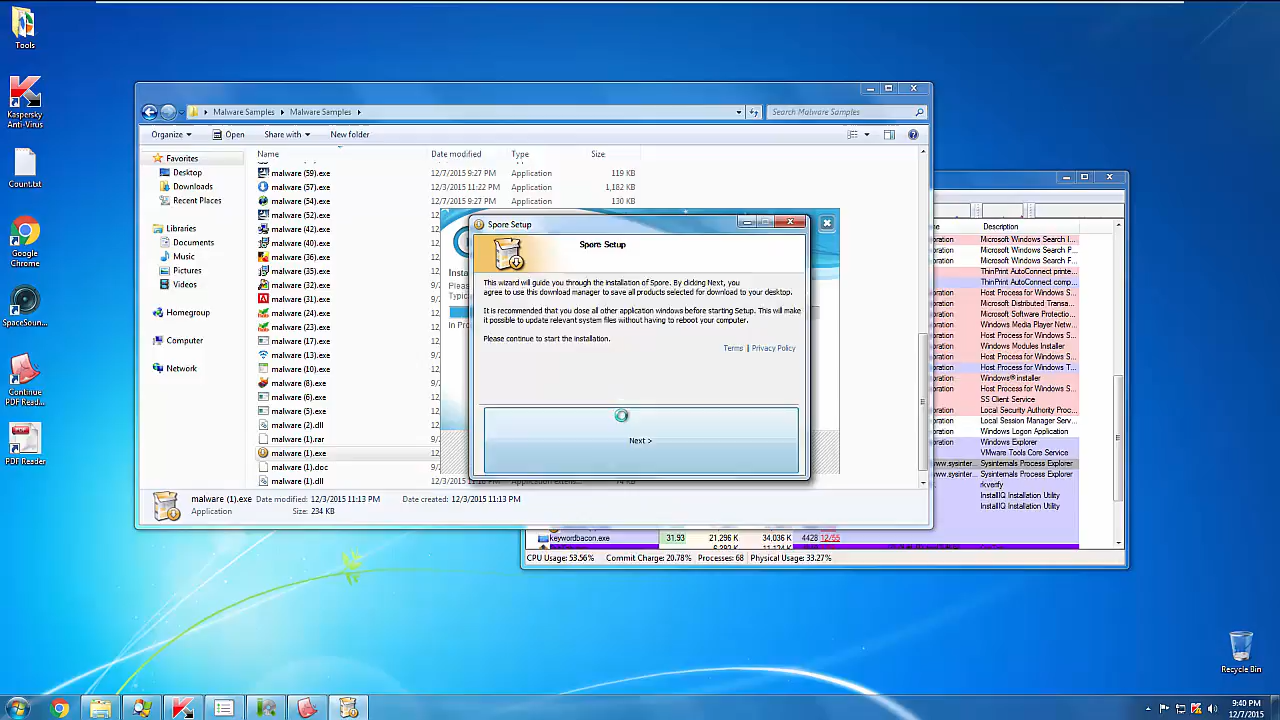 Tools
Kaspersky
Anti-Virus
Count.txt
Google
Chrome
SpaceSoun...
Continue
PDF Read...
PDF Reader
Malware Samples
Malware Samples
Search Malware Samples
Organize
Open
Share with
New folder
Favorites
Desktop
Downloads
Recent Places
Libraries
Documents
Music
Pictures
Videos
Homegroup
Computer
Network
Name
Date modified
Type
Size
malware (59).exe
12/7/2015 9:27 PM
Application
119 KB
malware (57).exe
12/3/2015 11:22 PM
Application
1,182 KB
malware (54).exe
12/7/2015 9:27 PM
Application
130 KB
malware (52).exe
malware (42).exe
malware (40).exe
malware (36).exe
malware (35).exe
malware (32).exe
malware (31).exe
malware (24).exe
malware (23).exe
malware (17).exe
malware (13).exe
malware (10).exe
malware (8).exe
malware (6).exe
malware (5).exe
malware (2).dll
malware (2).rar
malware (1).exe
malware (1).doc
malware (1).dll
malware (1).exe Date modified: 12/3/2015 11:13 PM
Date created: 12/3/2015 11:13 PM
Application
Size: 234 KB
Spore Setup
Spore Setup
This wizard will guide you through the installation of Spore. By clicking Next, you
agree to use this download manager to save all products selected for download to your desktop.
It is recommended that you close all other application windows before starting Setup. This will make
it possible to update relevant system files without having to reboot your computer.
Please continue to start the installation.
Terms | Privacy Policy
Next >
Description
Microsoft Windows Search I...
Microsoft Windows Search P...
Microsoft Windows Search F...
ThinPrint AutoConnect printe...
ThinPrint AutoConnect comp...
Host Process for Windows S...
Microsoft Distributed Transa...
Microsoft Software Protectio...
Windows Media Player Netw...
Host Process for Windows S...
Windows Modules Installer
Host Process for Windows S...
Host Process for Windows T...
Windows® installer
Host Process for Windows S...
SS Client Service
Local Security Authority Proc...
Local Session Manager Serv...
Windows Logon Application
Windows Explorer
VMware Tools Core Service
Sysinternals Process Explorer
Sysinternals Process Explorer
rkverify
InstallIQ Installation Utility
InstallIQ Installation Utility
keywordbacon.exe
31.93
21,296 K
34,036 K
4428
12/55
CPU Usage: 53.56%
Commit Charge: 20.78%
Processes: 68
Physical Usage: 33.27%
Recycle Bin
9:40 PM
12/7/2015